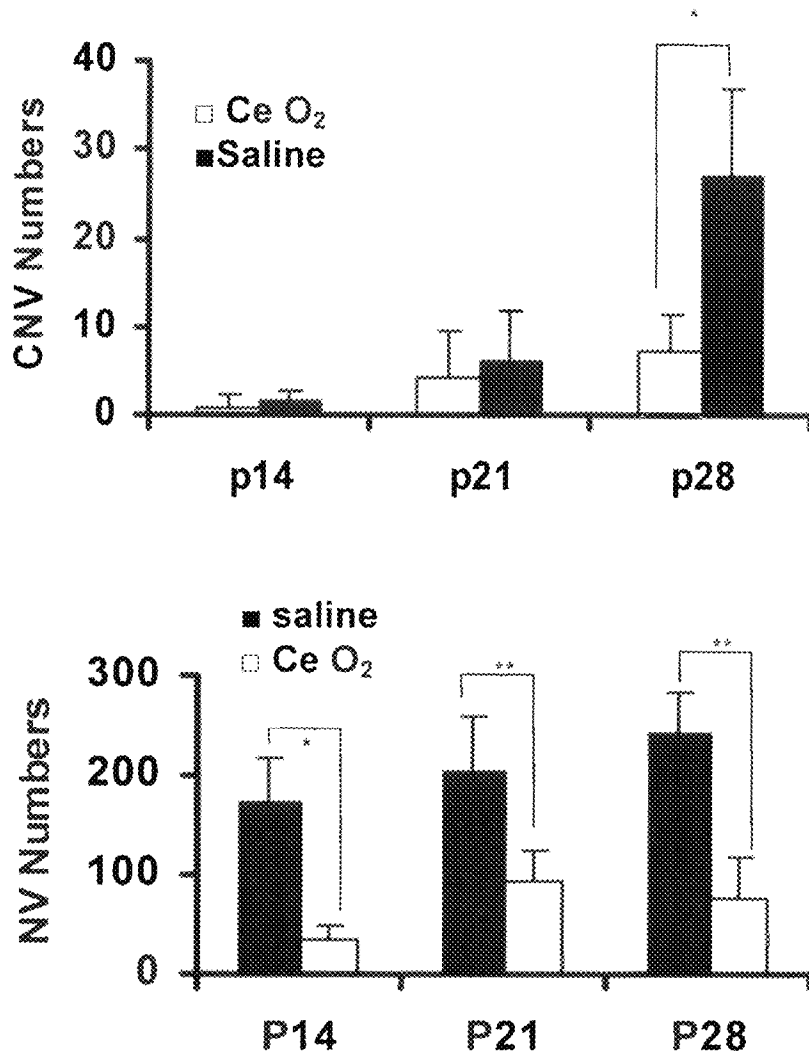 *
40
Ce O₂
30
Saline
20
10
0
CNV Numbers
p14 p21 p28
saline
Ce O₂
**
**
*
300
200
100
0
NV Numbers
P14 P21 P28